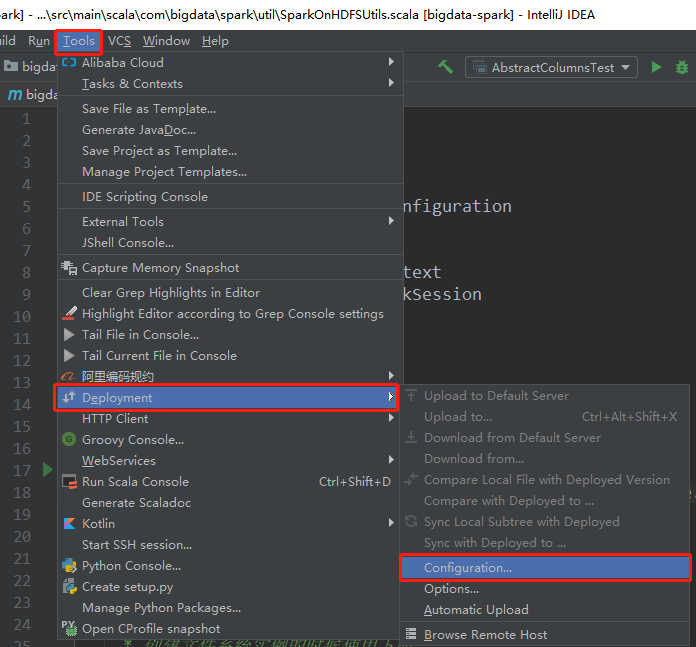 ark] - ...\src\main\scala\com\bigdata\spark\util\SparkOnHDFSUtils.scala [bigdata-spark] - IntelliJ IDEA
ild Run Tools VCS Window Help
bigda
AbstractColumnsTest
m bigda
Alibaba Cloud
Tasks & Contexts
Save File as Template...
Generate JavaDoc...
Save Project as Template...
Manage Project Templates...
IDE Scripting Console
External Tools
JShell Console...
Capture Memory Snapshot
Clear Grep Highlights in Editor
Highlight Editor according to Grep Console settings
Tail File in Console...
Tail Current File in Console
阿里编码规约
Deployment
HTTP Client
Groovy Console...
WebServices
Run Scala Console Ctrl+Shift+D
Generate Scaladoc
Kotlin
Start SSH session...
Python Console...
Create setup.py
Manage Python Packages...
Open CProfile snapshot
Upload to Default Server
Upload to... Ctrl+Alt+Shift+X
Download from Default Server
Download from...
Compare Local File with Deployed Version
Compare with Deployed to ...
Sync Local Subtree with Deployed
Sync with Deployed to ...
Configuration...
Options...
Automatic Upload
Browse Remote Host
1
2
3
4
5 nfiguration
6
7
8 text
9 kSession
10
11
12
13
14
15
16
17
18
19
20
21
22
23
24
25